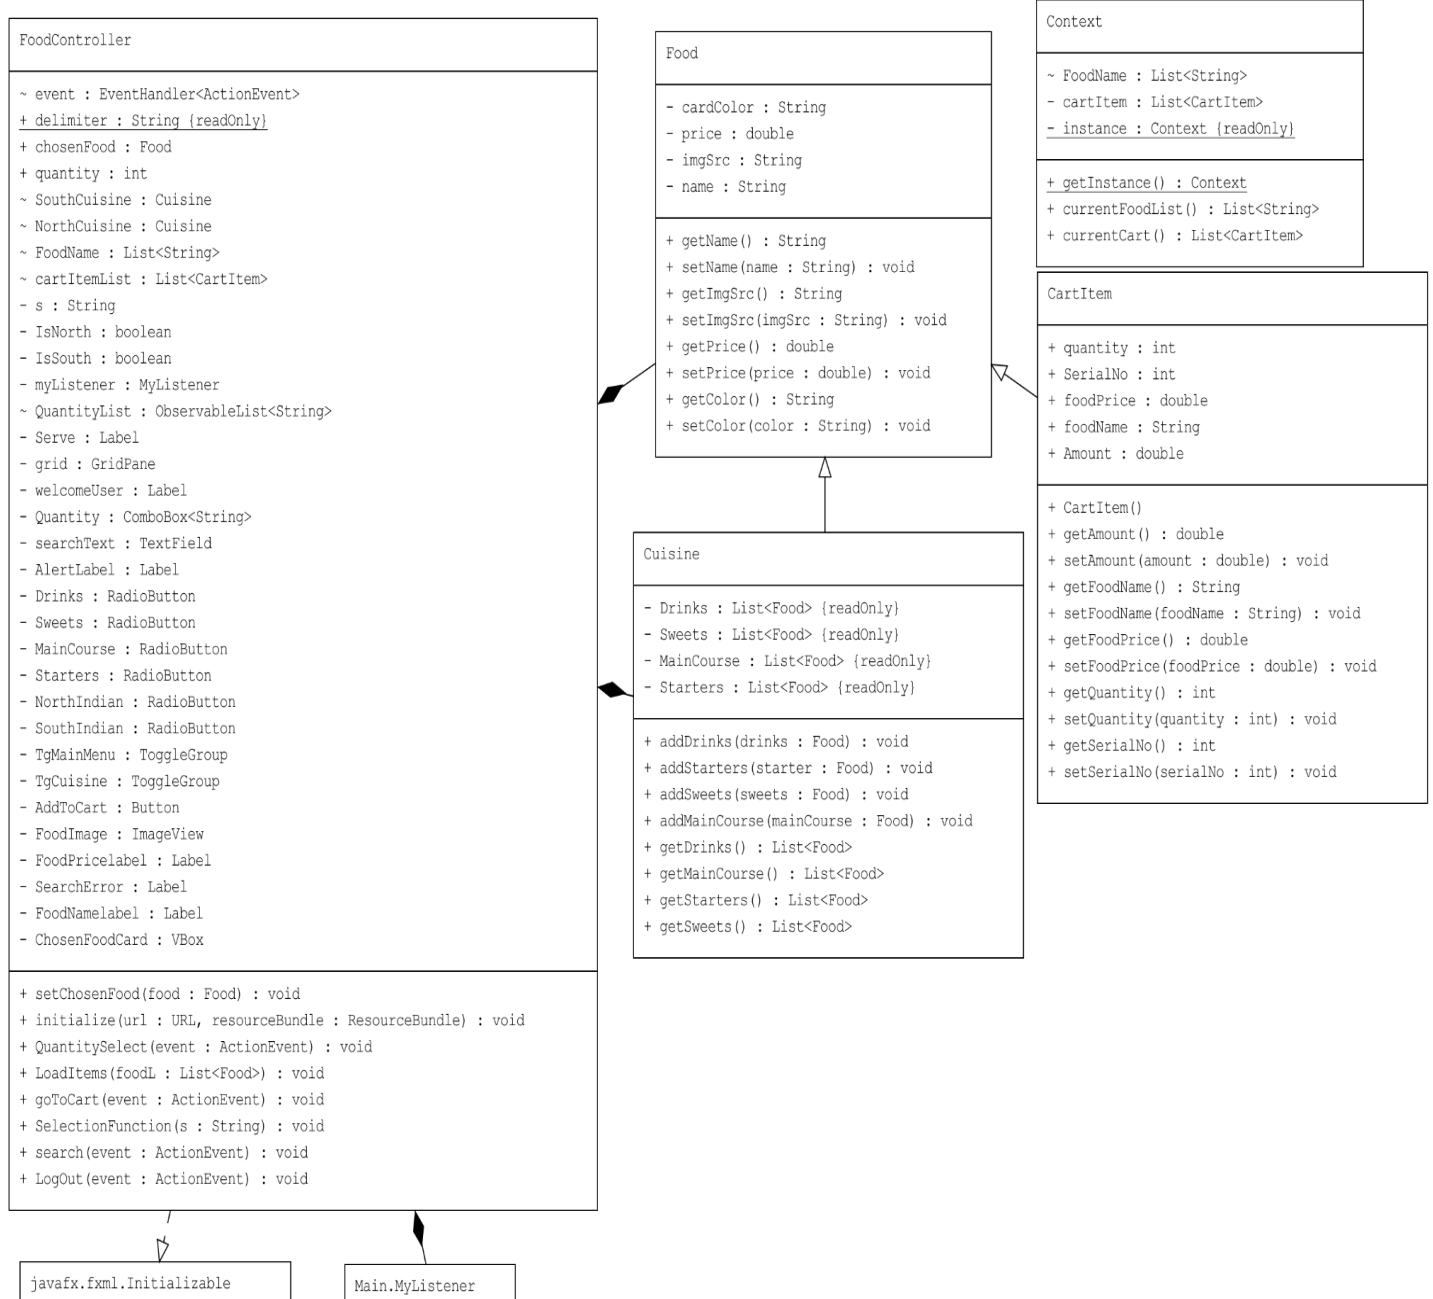 FoodController
~ event : EventHandler<ActionEvent>
+ delimiter : String {readOnly}
+ chosenFood : Food
+ quantity : int
~ SouthCuisine : Cuisine
~ NorthCuisine : Cuisine
~ FoodName : List<String>
~ cartItemList : List<CartItem>
- s : String
- IsNorth : boolean
- IsSouth : boolean
- myListener : MyListener
~ QuantityList : ObservableList<String>
- Serve : Label
- grid : GridPane
- welcomeUser : Label
- Quantity : ComboBox<String>
- searchText : TextField
- AlertLabel : Label
- Drinks : RadioButton
- Sweets : RadioButton
- MainCourse : RadioButton
- Starters : RadioButton
- NorthIndian : RadioButton
- SouthIndian : RadioButton
- TgMainMenu : ToggleGroup
- TgCuisine : ToggleGroup
- AddToCart : Button
- FoodImage : ImageView
- FoodPricelabel : Label
- SearchError : Label
- FoodNamelabel : Label
- ChosenFoodCard : VBox
+ setChosenFood(food : Food) : void
+ initialize(url : URL, resourceBundle : ResourceBundle) : void
+ QuantitySelect(event : ActionEvent) : void
+ LoadItems(foodL : List<Food>) : void
+ goToCart(event : ActionEvent) : void
+ SelectionFunction(s : String) : void
+ search(event : ActionEvent) : void
+ LogOut(event : ActionEvent) : void
javafx.fxml.Initializable
Main.MyListener
Food
- cardColor : String
- price : double
- imgSrc : String
- name : String
+ getName() : String
+ setName(name : String) : void
+ getImgSrc() : String
+ setImgSrc(imgSrc : String) : void
+ getPrice() : double
+ setPrice(price : double) : void
+ getColor() : String
+ setColor(color : String) : void
Cuisine
- Drinks : List<Food> {readOnly}
- Sweets : List<Food> {readOnly}
- MainCourse : List<Food> {readOnly}
- Starters : List<Food> {readOnly}
+ addDrinks(drinks : Food) : void
+ addStarters(starter : Food) : void
+ addSweets(sweets : Food) : void
+ addMainCourse(mainCourse : Food) : void
+ getDrinks() : List<Food>
+ getMainCourse() : List<Food>
+ getStarters() : List<Food>
+ getSweets() : List<Food>
Context
~ FoodName : List<String>
- cartItem : List<CartItem>
- instance : Context {readOnly}
+ getInstance() : Context
+ currentFoodList() : List<String>
+ currentCart() : List<CartItem>
CartItem
+ quantity : int
+ SerialNo : int
+ foodPrice : double
+ foodName : String
+ Amount : double
+ CartItem()
+ getAmount() : double
+ setAmount(amount : double) : void
+ getFoodName() : String
+ setFoodName(foodName : String) : void
+ getFoodPrice() : double
+ setFoodPrice(foodPrice : double) : void
+ getQuantity() : int
+ setQuantity(quantity : int) : void
+ getSerialNo() : int
+ setSerialNo(serialNo : int) : void